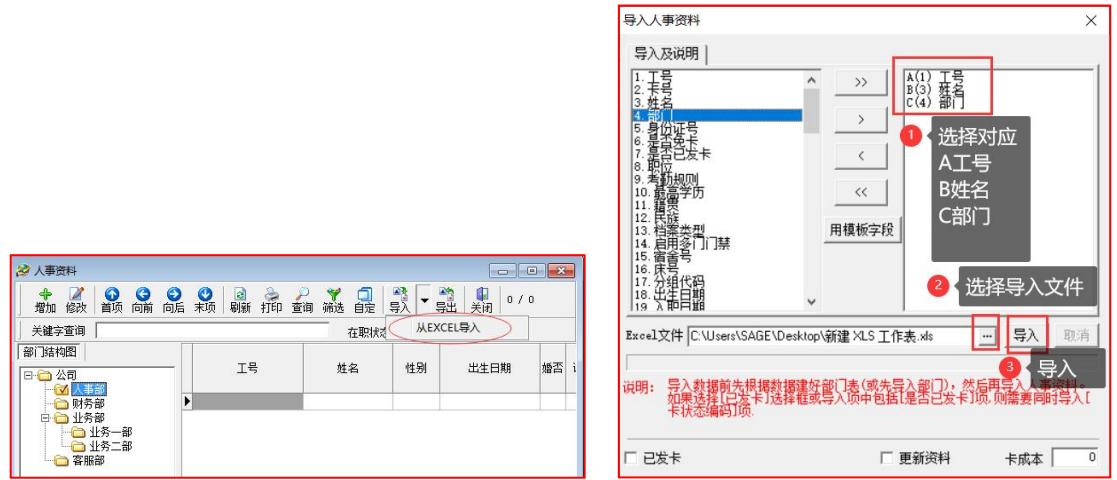 人事资料
增加 修改 首项 向前 向后 末项 刷新 打印 查询 筛选 自定 导入 导出 关闭 0 / 0
关键字查询 在职状态
从EXCEL导入
部门结构图
工号 姓名 性别 出生日期 婚否
公司
人事部
财务部
业务部
业务一部
业务二部
客服部
导入人事资料
导入及说明
1. 工号
2. 卡号
3. 姓名
4. 部门
5. 身份证号
6. 是否免卡
7. 是否已发卡
8. 职位
9. 考勤规则
10. 最高学历
11. 籍贯
12. 民族
13. 档案类型
14. 启用多门门禁
15. 宿舍号
16. 床号
17. 分组代码
18. 出生日期
19 入职日期
>>
>
<
<<
用模板字段
A(1) 工号
B(3) 姓名
C(4) 部门
1 选择对应
A工号
B姓名
C部门
2 选择导入文件
Excel文件 C:\Users\SAGE\Desktop\新建 XLS 工作表.xls ... 导入 取消
3 导入
说明: 导入数据前先根据数据建好部门表(或先导入部门), 然后再导入人事资料。
如果选择[已发卡]选择框或导入项中包括[是否已发卡]项,则需要同时导入[
卡状态编码]项.
已发卡 更新资料 卡成本 0